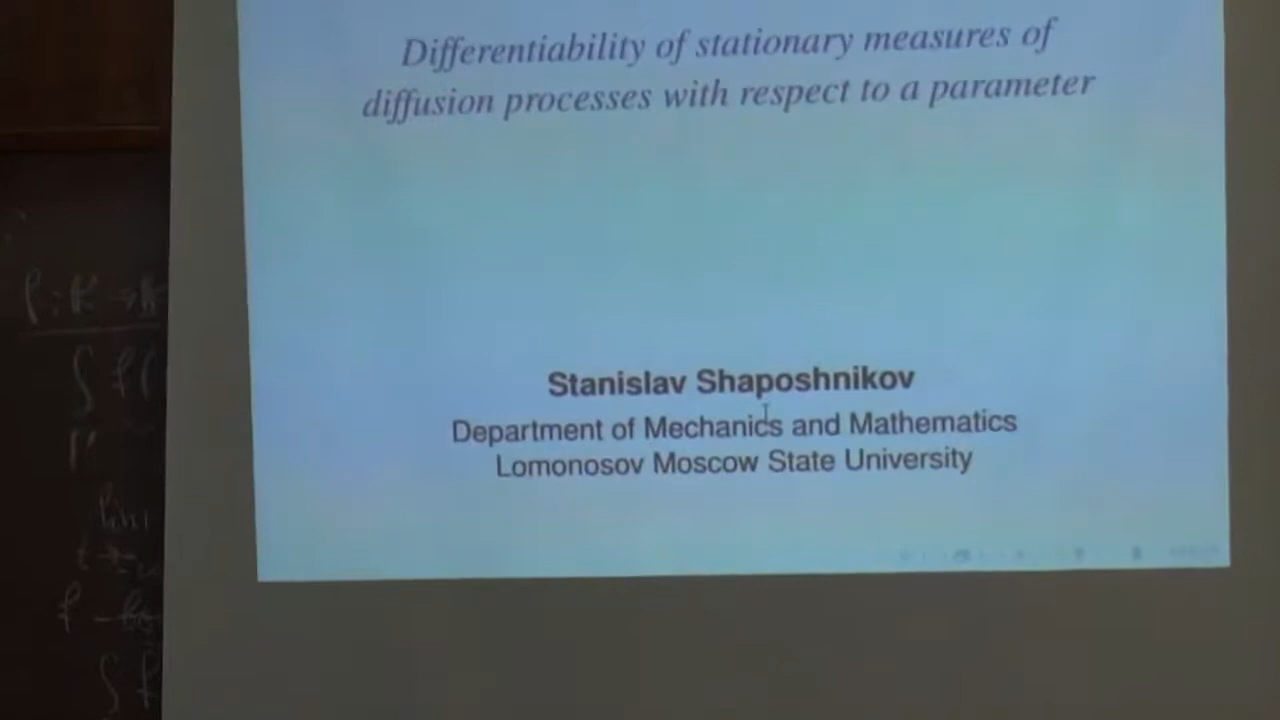 Differentiability of stationary measures of
diffusion processes with respect to a parameter
Stanislav Shaposhnikov
Department of Mechanics and Mathematics
Lomonosov Moscow State University